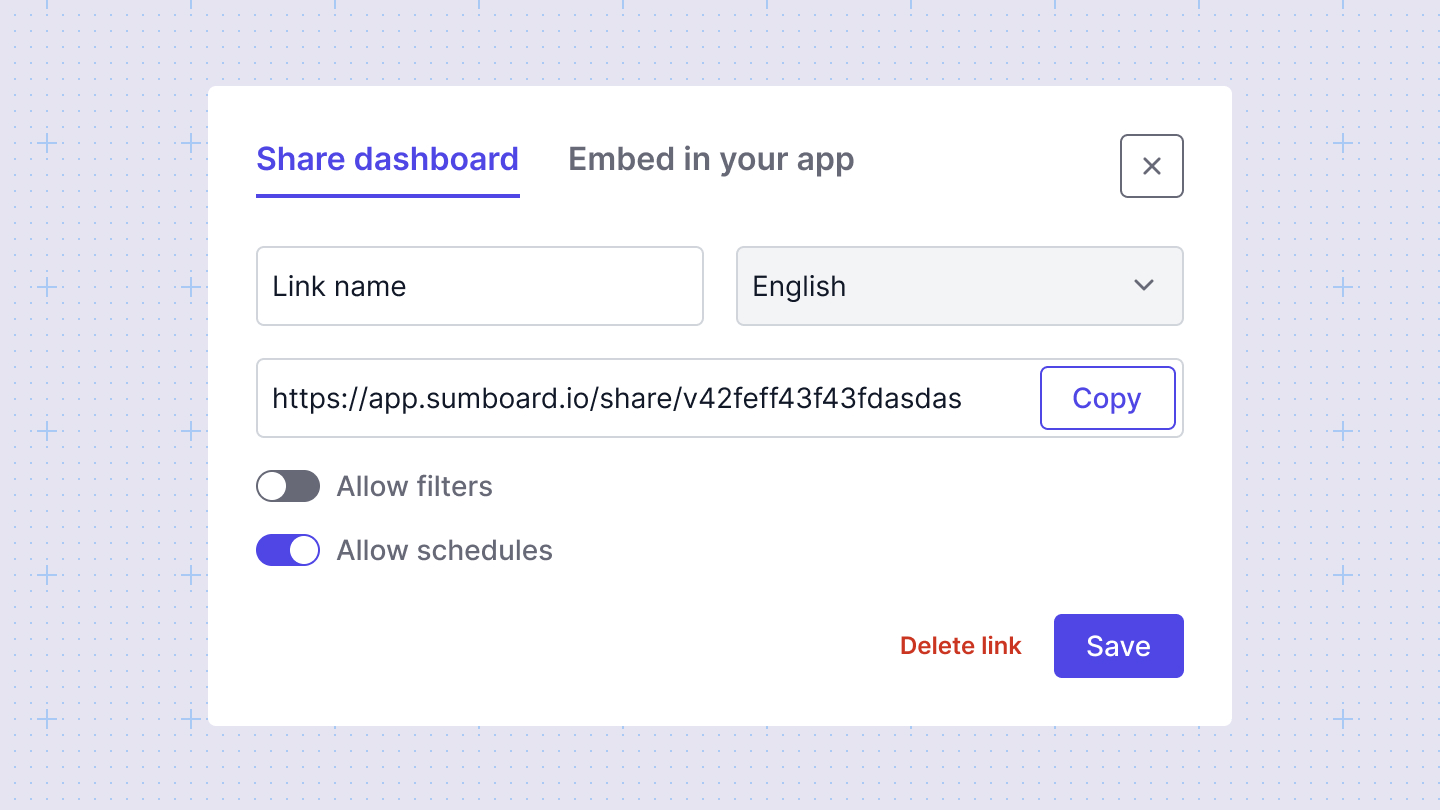 Share dashboard
Embed in your app
Link name
English
https://app.sumboard.io/share/v42feff43f43fdasdas
Copy
Allow filters
Allow schedules
Delete link
Save